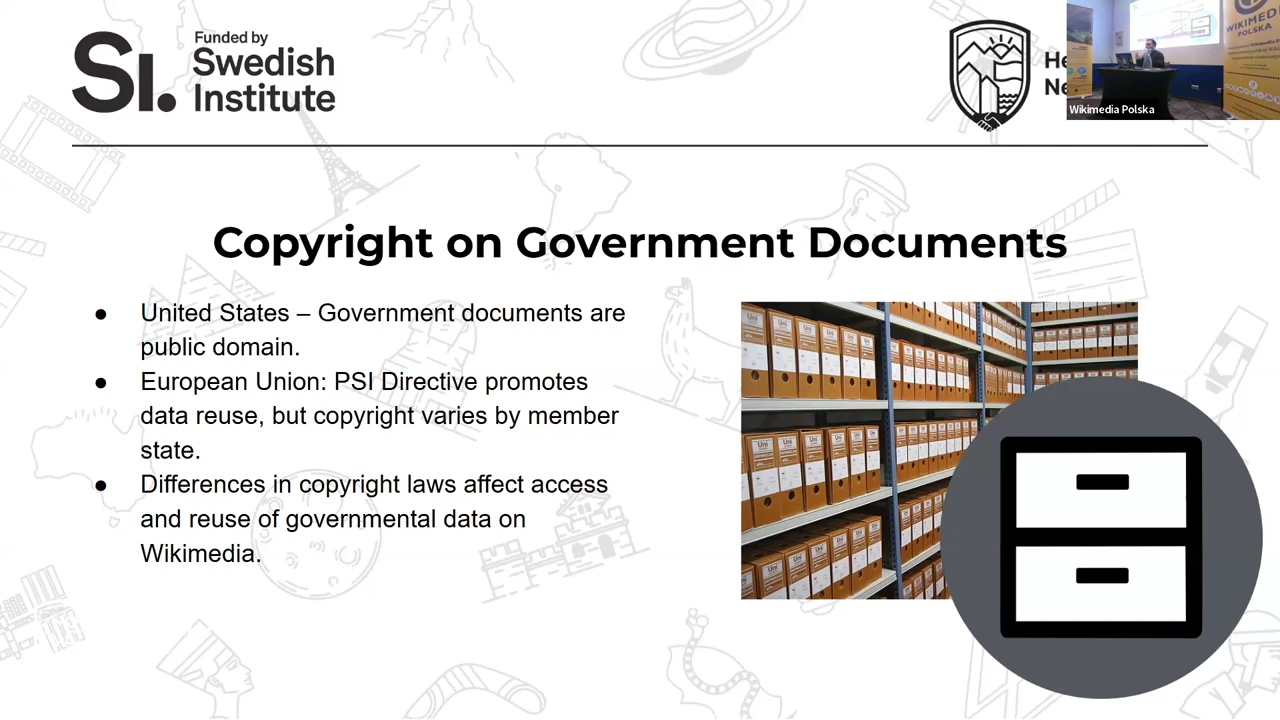 Funded by
Swedish
Institute
SI.
He
Ne
WIKIMEDIA
POLSKA
Wikimedia Polska
Copyright on Government Documents
● United States – Government documents are
public domain.
● European Union: PSI Directive promotes
data reuse, but copyright varies by member
state.
● Differences in copyright laws affect access
and reuse of governmental data on
Wikimedia.